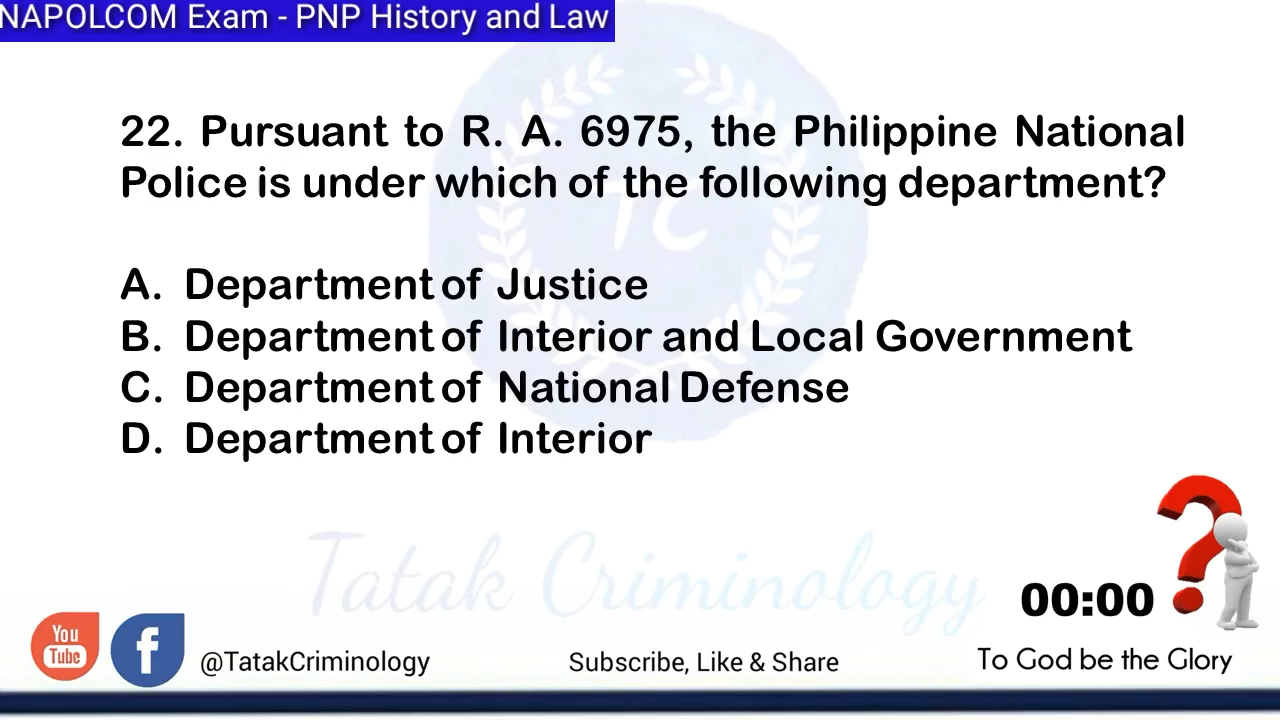 NAPOLCOM Exam - PNP History and Law
22. Pursuant to R. A. 6975, the Philippine National
Police is under which of the following department?
TC
A. Department of Justice
B. Department of Interior and Local Government
C. Department of National Defense
D. Department of Interior
Tatak Criminology
00:00
You
Tube
f
@TatakCriminology
Subscribe, Like & Share
To God be the Glory